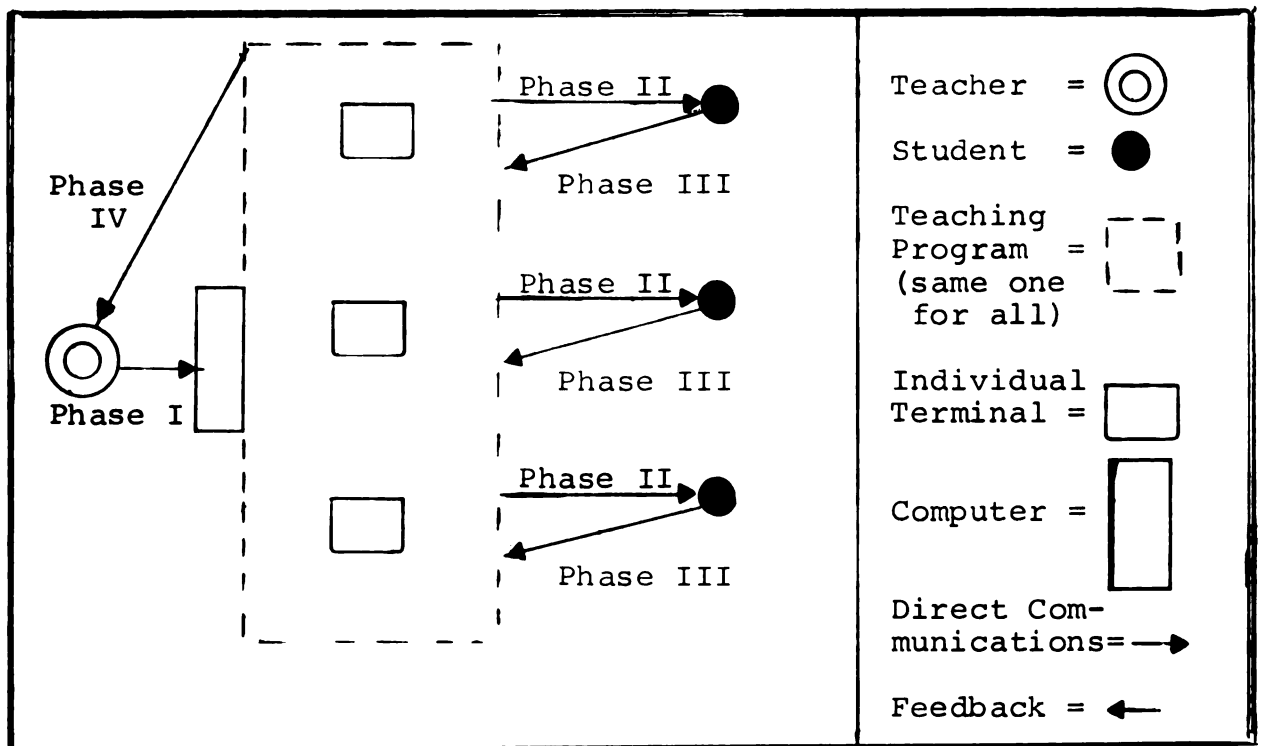 Phase II
Phase III
Phase
IV
Phase II
Phase III
Phase I
Phase II
Phase III
Teacher =
Student =
Teaching
Program =
(same one
for all)
Individual
Terminal =
Computer =
Direct Com-
munications=
Feedback =